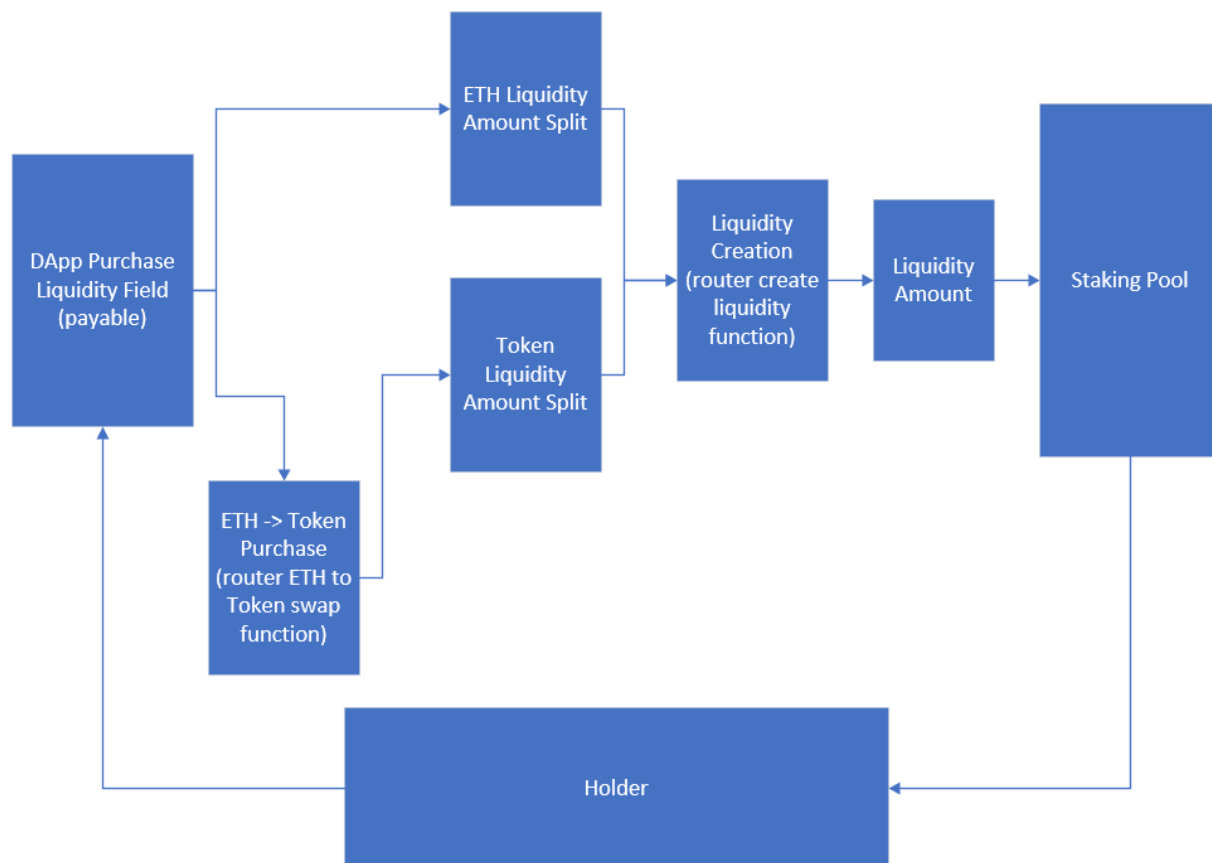 ETH Liquidity
Amount Split
DApp Purchase
Liquidity Field
(payable)
Liquidity
Creation
(router create
liquidity
function)
Liquidity
Amount
Staking Pool
Token
Liquidity
Amount Split
ETH -> Token
Purchase
(router ETH to
Token swap
function)
Holder